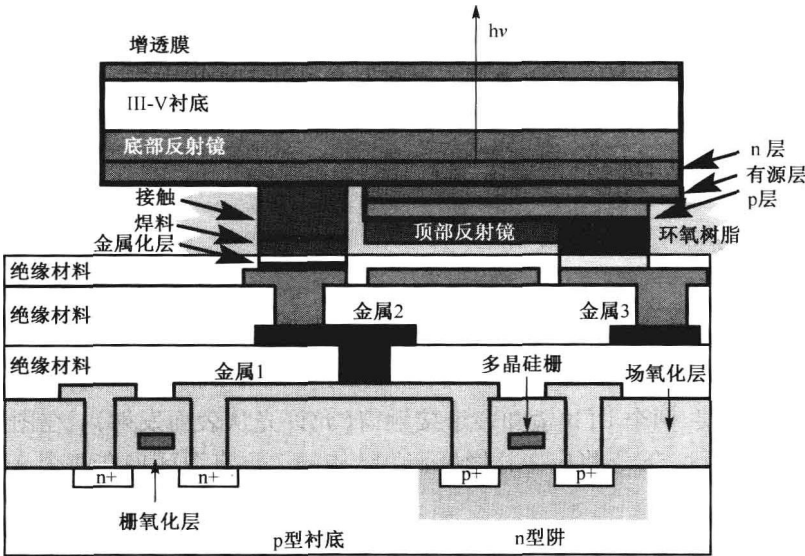 hν
增透膜
III-V衬底
底部反射镜
n 层
有源层
p层
接触
焊料
金属化层
顶部反射镜
环氧树脂
绝缘材料
绝缘材料
金属2
金属3
绝缘材料
金属1
多晶硅栅
场氧化层
n+
n+
p+
p+
栅氧化层
p型衬底
n型阱